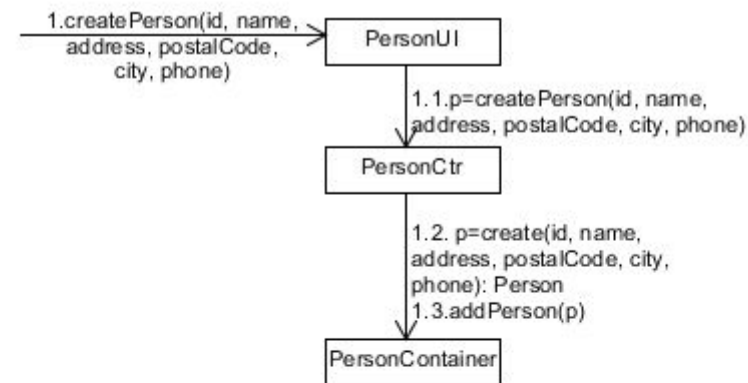 1.createPerson(id, name,
address, postalCode,
city, phone)
PersonUI
1.1.p=createPerson(id, name,
address, postalCode, city, phone)
PersonCtr
1.2. p=create(id, name,
address, postalCode, city,
phone): Person
1.3.addPerson(p)
PersonContainer